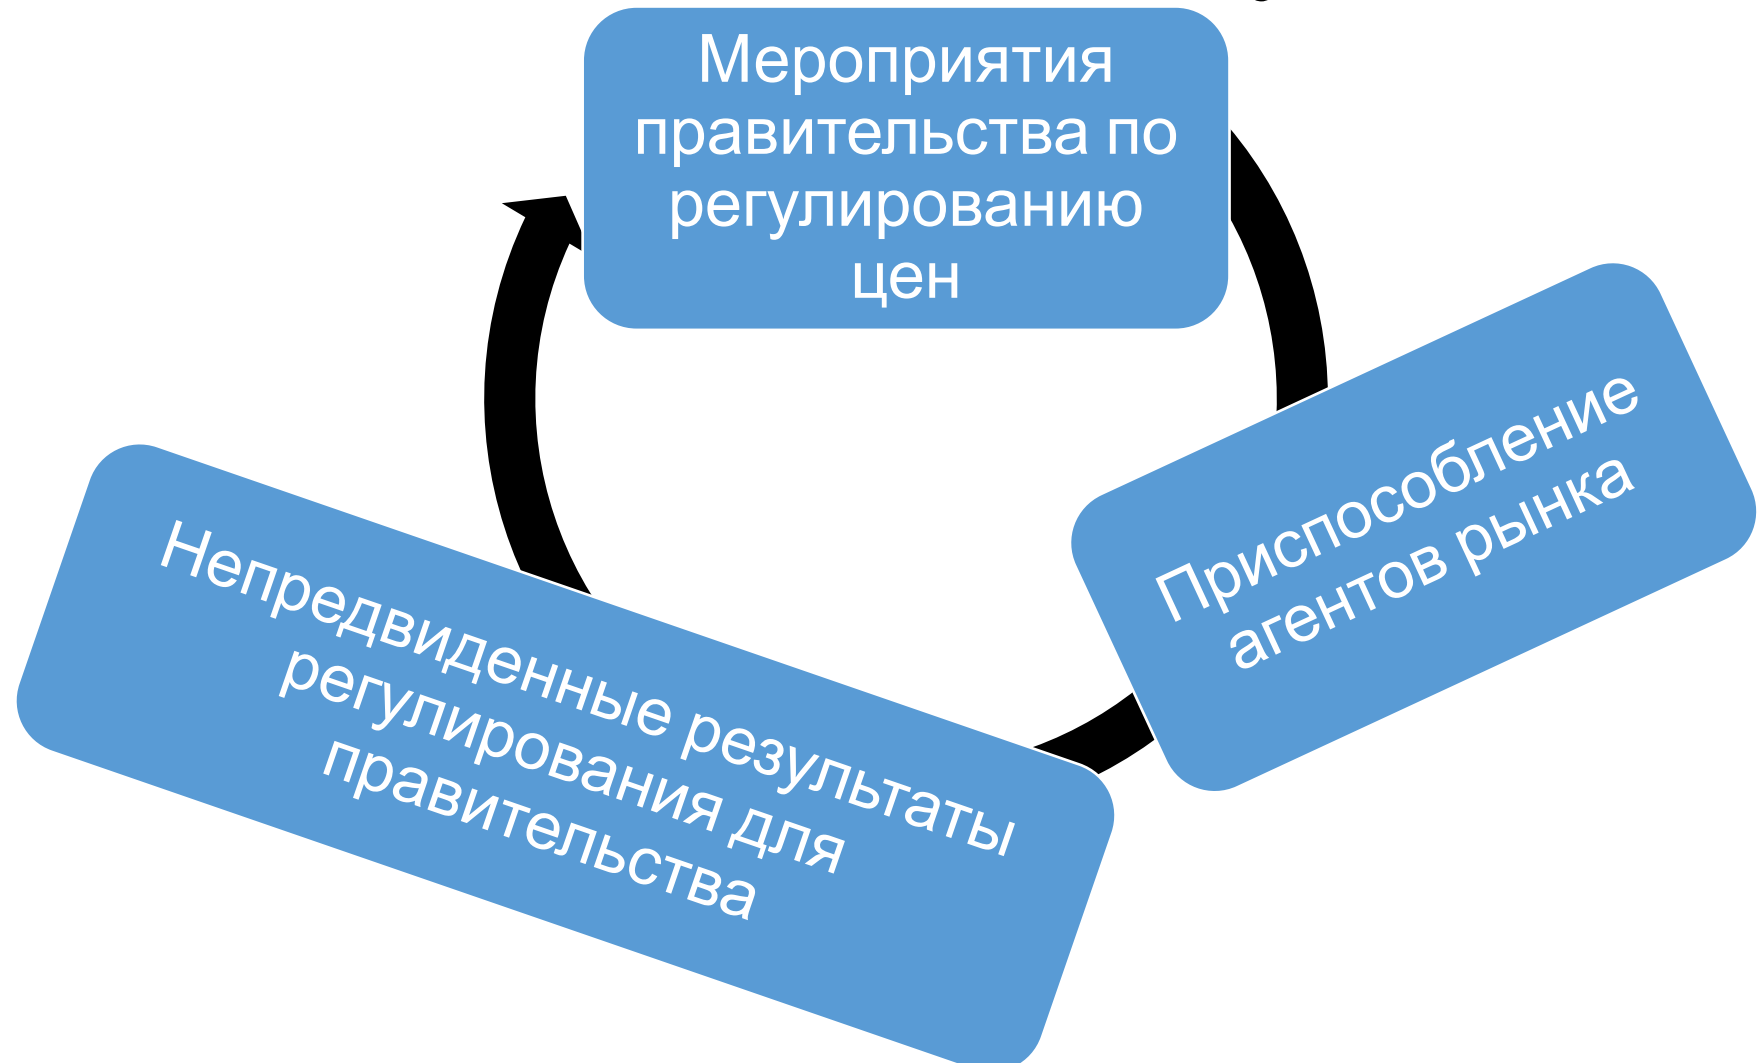 Мероприятия
правительства по
регулированию
цен
Приспособление
агентов рынка
Непредвиденные результаты
регулирования для
правительства